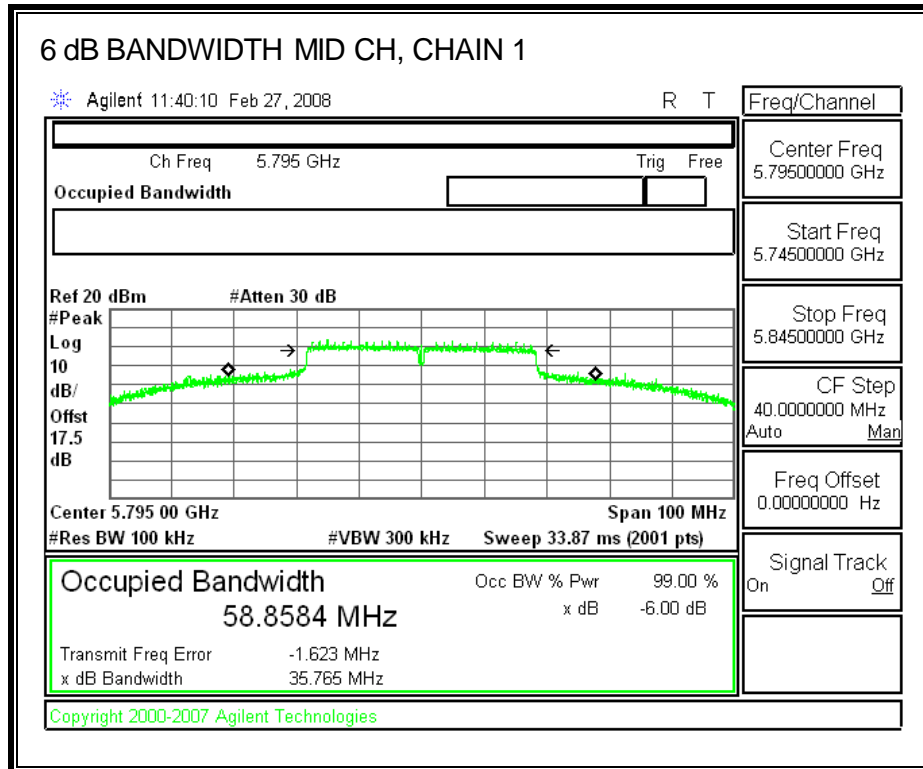 6 dB BANDWIDTH MID CH, CHAIN 1
Agilent 11:40:10 Feb 27, 2008 R T
Ch Freq 5.795 GHz Trig Free
Occupied Bandwidth
Ref 20 dBm #Atten 30 dB
#Peak
Log
10
dB/
Offst
17.5
dB
Center 5.795 00 GHz Span 100 MHz
#Res BW 100 kHz #VBW 300 kHz Sweep 33.87 ms (2001 pts)
Occupied Bandwidth Occ BW % Pwr 99.00 %
58.8584 MHz x dB -6.00 dB
Transmit Freq Error -1.623 MHz
x dB Bandwidth 35.765 MHz
Copyright 2000-2007 Agilent Technologies
Freq/Channel
Center Freq
5.79500000 GHz
Start Freq
5.74500000 GHz
Stop Freq
5.84500000 GHz
CF Step
40.0000000 MHz
Auto Man
Freq Offset
0.00000000 Hz
Signal Track
On Off